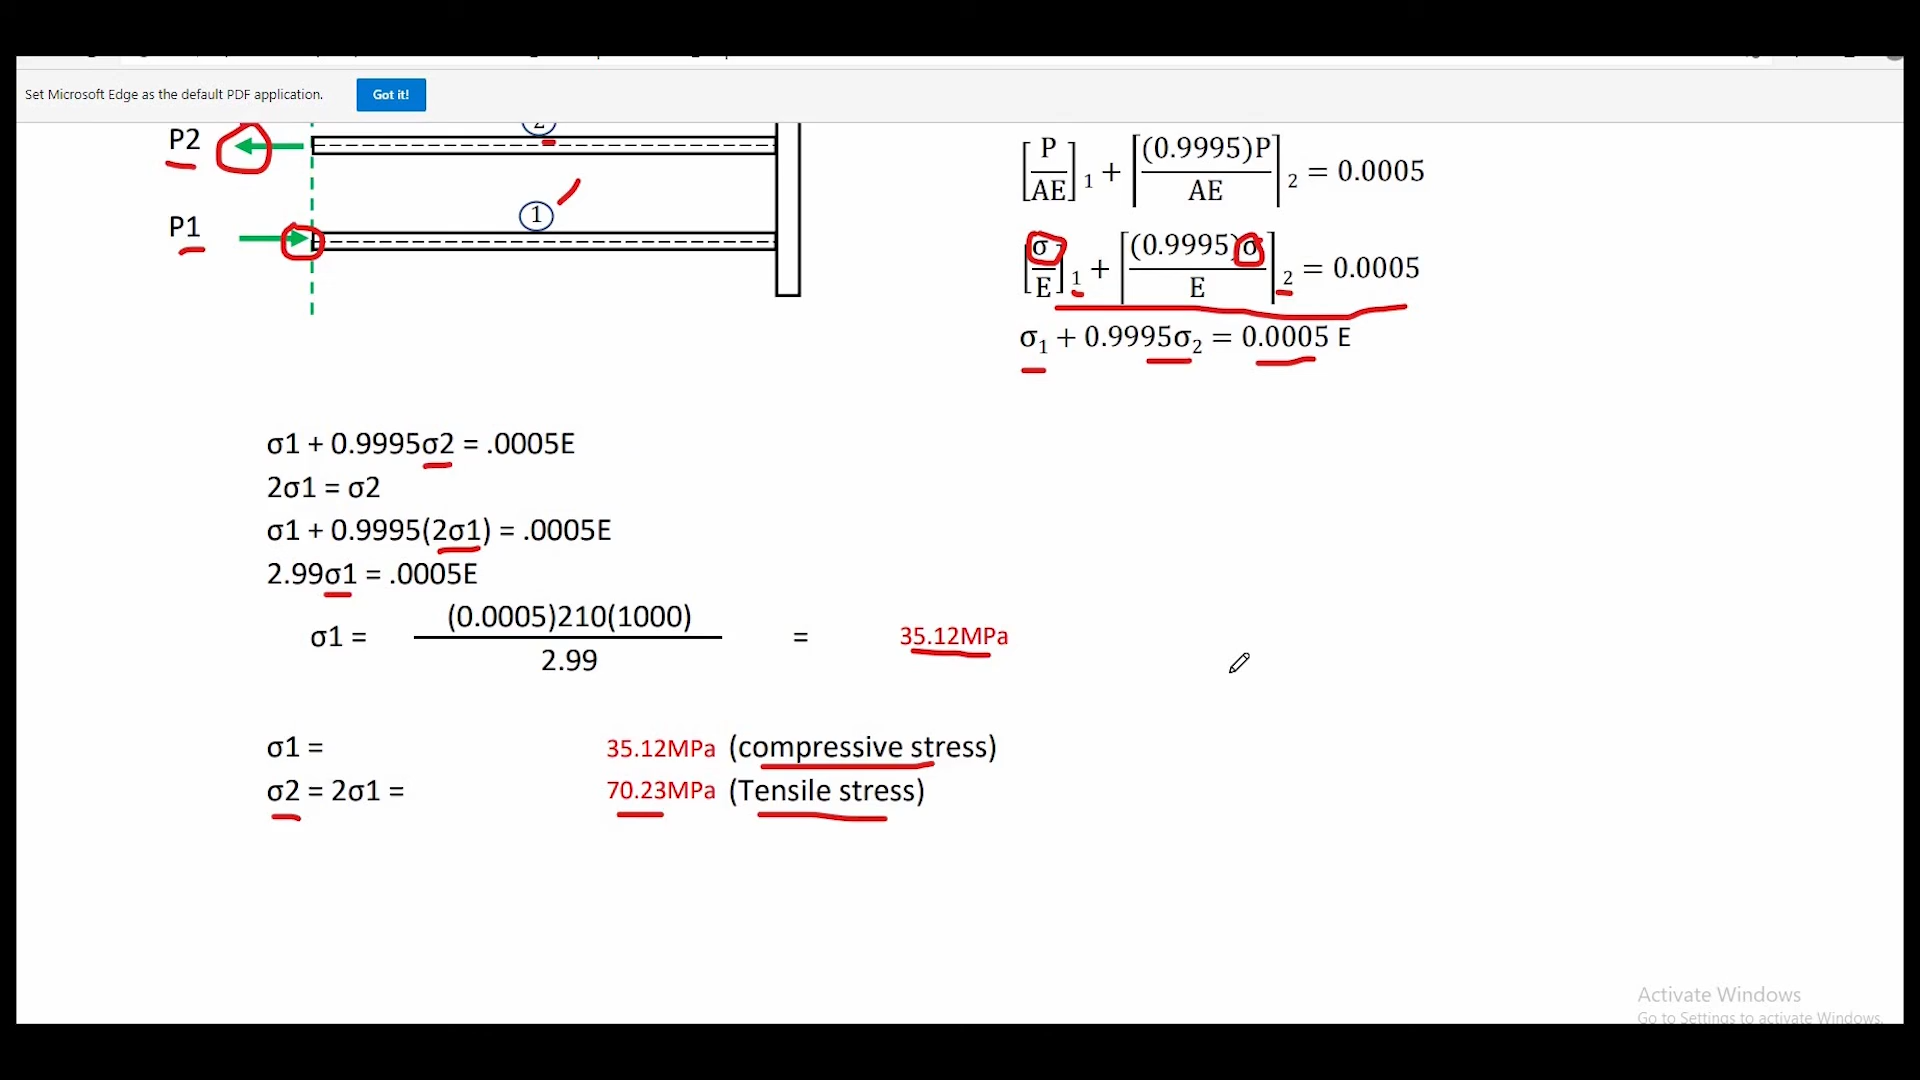 Set Microsoft Edge as the default PDF application. Got it!
P2
2
P1
1
[P/AE]₁ + [(0.9995)P/AE]₂ = 0.0005
[σ/E]₁ + [(0.9995)σ/E]₂ = 0.0005
σ₁ + 0.9995σ₂ = 0.0005 E
σ1 + 0.9995σ2 = .0005E
2σ1 = σ2
σ1 + 0.9995(2σ1) = .0005E
2.99σ1 = .0005E
σ1 = (0.0005)210(1000)/2.99 = 35.12MPa
σ1 = 35.12MPa (compressive stress)
σ2 = 2σ1 = 70.23MPa (Tensile stress)
Activate Windows
Go to Settings to activate Windows.